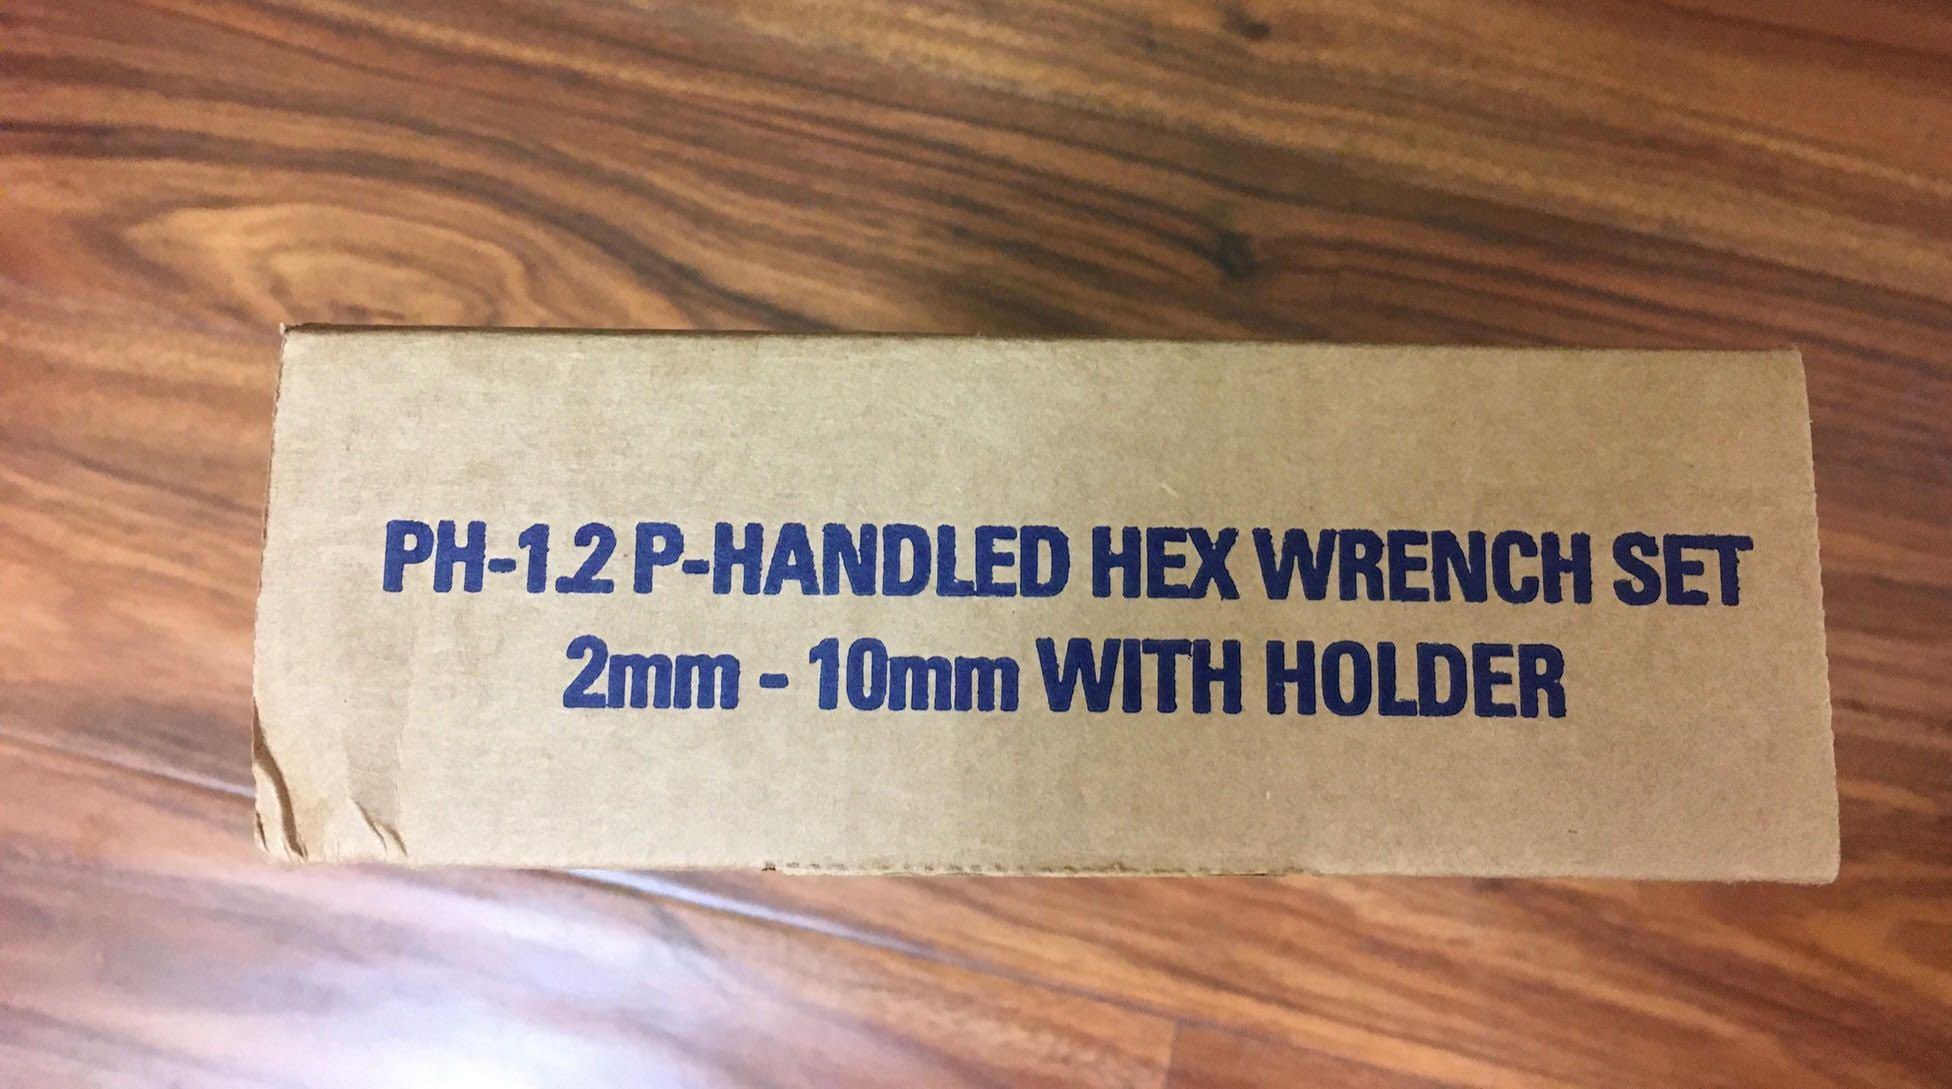 PH-1.2 P-HANDLED HEX WRENCH SET
2mm - 10mm WITH HOLDER